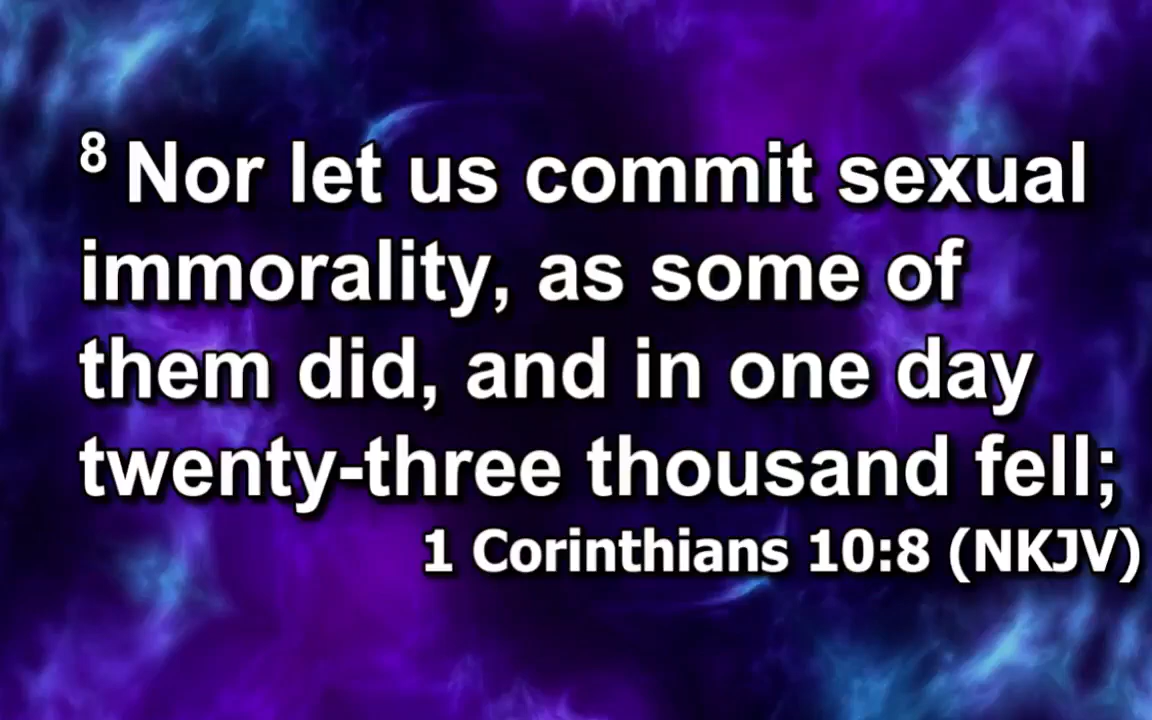 8 Nor let us commit sexual
immorality, as some of
them did, and in one day
twenty-three thousand fell;
1 Corinthians 10:8 (NKJV)